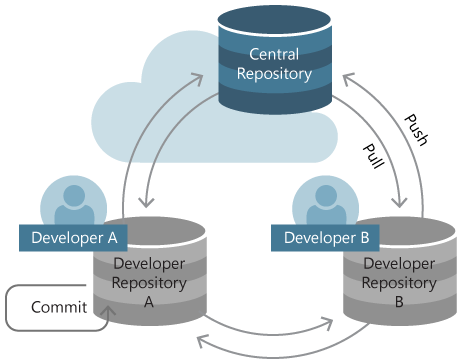 Central
Repository
Push
Pull
Developer A
Developer B
Developer
Repository
A
Developer
Repository
B
Commit